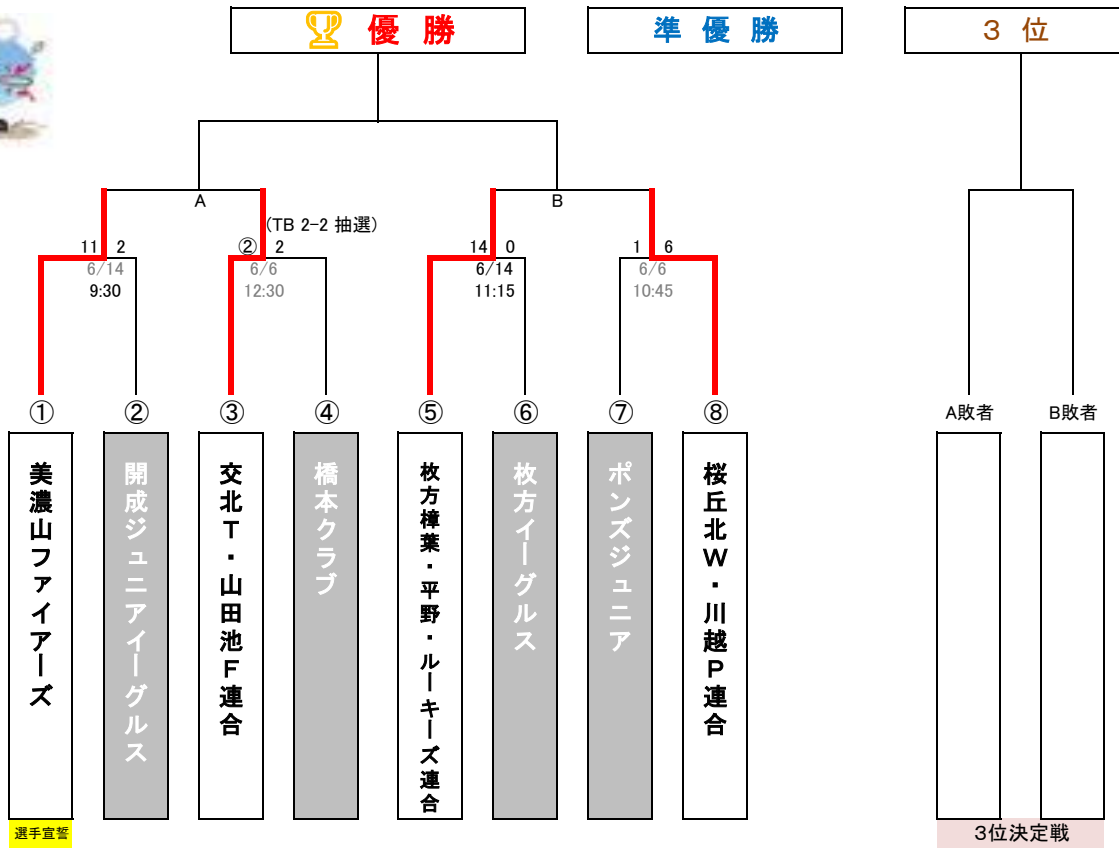 優 勝
準 優 勝
3 位
A
B
(TB 2-2 抽選)
11 2
② 2
14 0
1 6
6/14
6/6
6/14
6/6
9:30
12:30
11:15
10:45
①
②
③
④
⑤
⑥
⑦
⑧
A敗者
B敗者
美濃山ファイアーズ
開成ジュニアイーグルス
交北T・山田池F連合
橋本クラブ
枚方樟葉・平野・ルーキーズ連合
枚方イーグルス
ポンズジュニア
桜丘北W・川越P連合
選手宣誓
3位決定戦